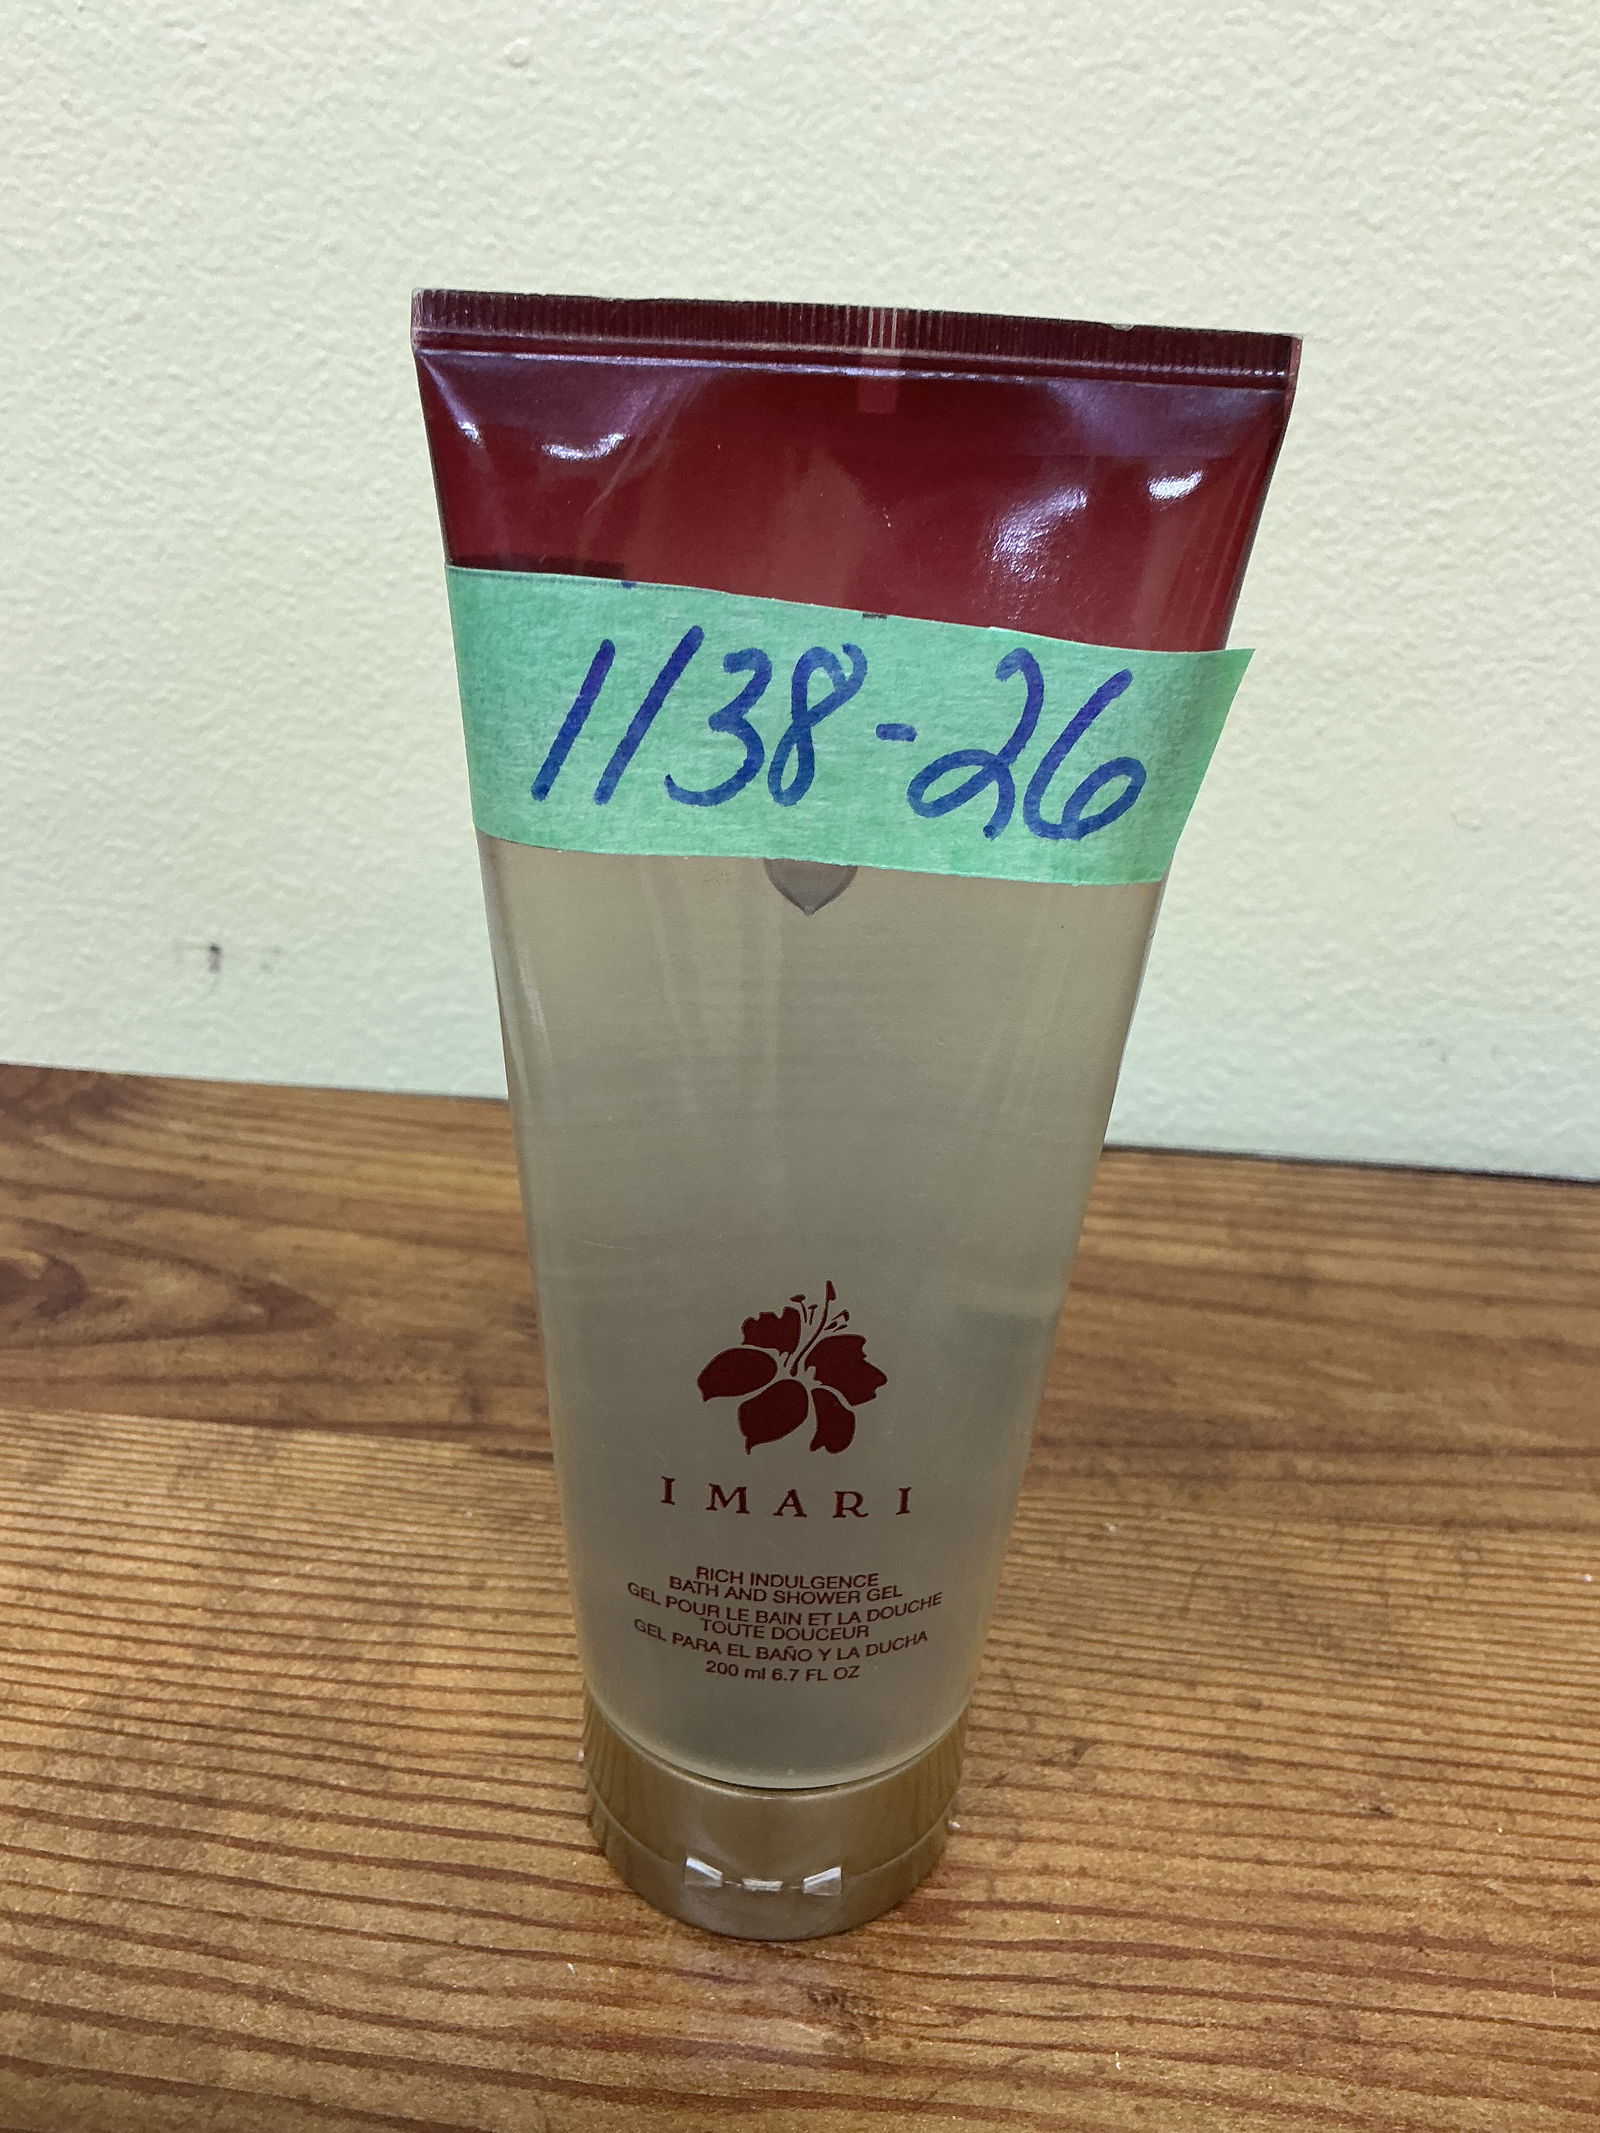 1138-26
IMARI
RICH INDULGENCE
BATH AND SHOWER GEL
GEL POUR LE BAIN ET LA DOUCHE
TOUTE DOUCEUR
GEL PARA EL BAÑO Y LA DUCHA
200 ml 6.7 FL OZ